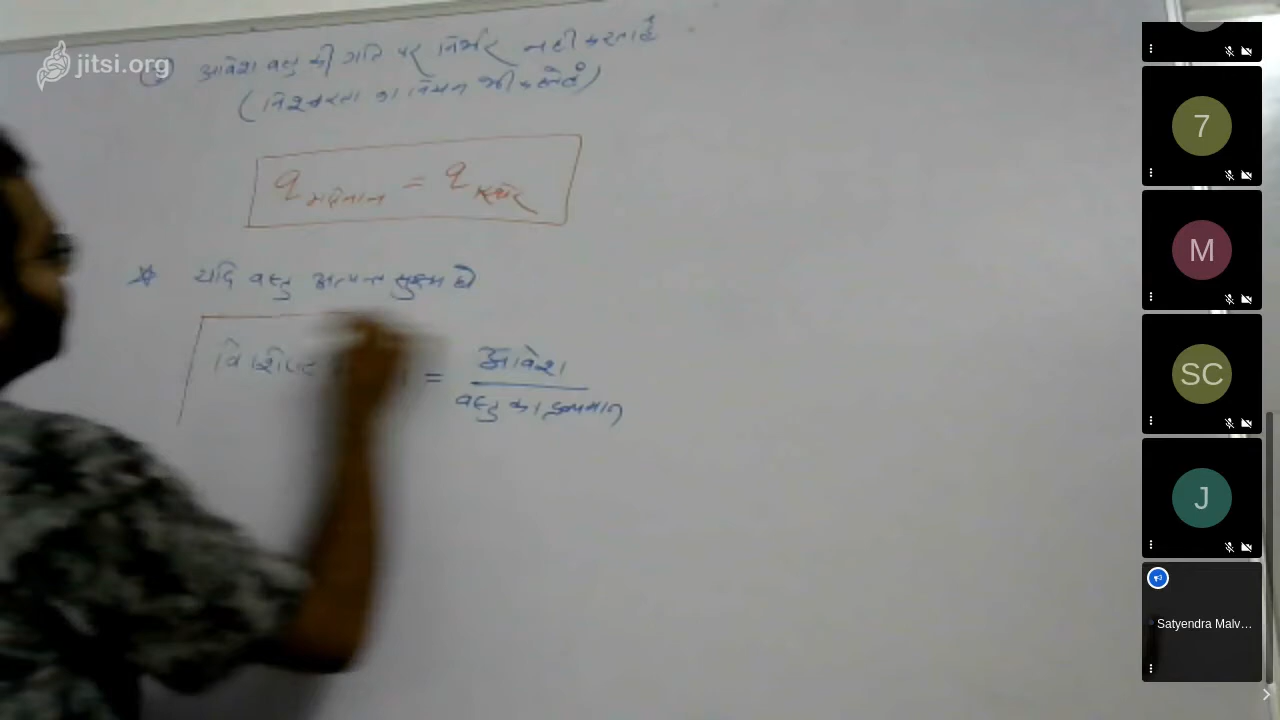 jitsi.org
आवेश वस्तु की गति पर निर्भर नही करता है
(निश्चरता का नियम भी कहते हैं)
q गतिमान = q स्थिर
* यदि वस्तु अत्यन्त सुक्ष्म हो
विशिष्ट = आवेश
वस्तु का द्रव्यमान
7
M
SC
J
Satyendra Malv...